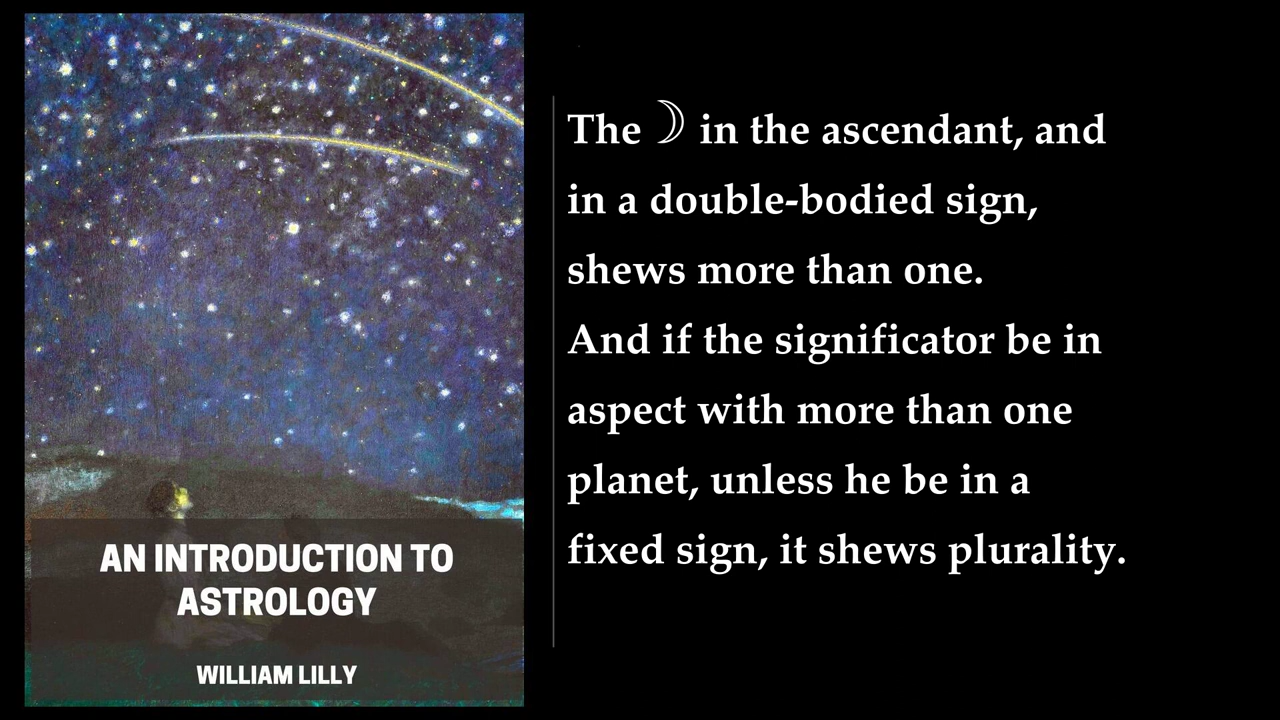 AN INTRODUCTION TO
ASTROLOGY
WILLIAM LILLY
The ☽ in the ascendant, and
in a double-bodied sign,
shews more than one.
And if the significator be in
aspect with more than one
planet, unless he be in a
fixed sign, it shews plurality.